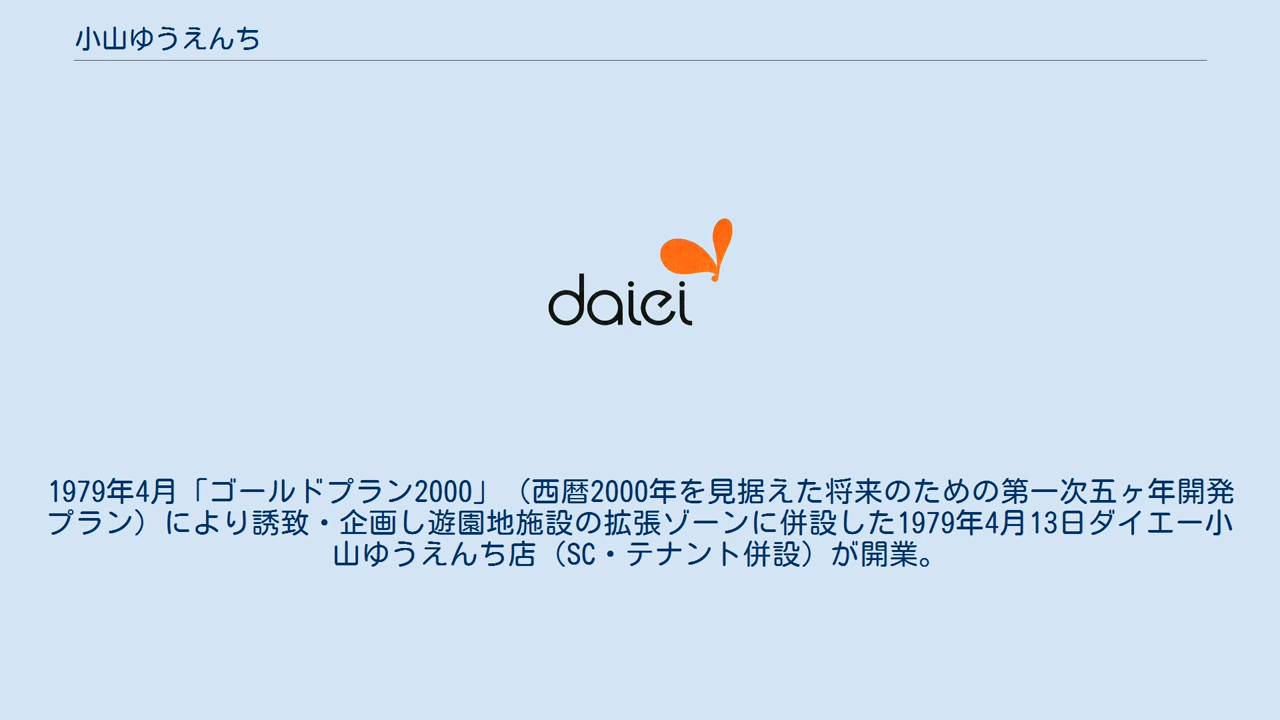 小山ゆうえんち
daiei
1979年4月「ゴールドプラン2000」（西暦2000年を見据えた将来のための第一次五ヶ年開発
プラン）により誘致・企画し遊園地施設の拡張ゾーンに併設した1979年4月13日ダイエー小
山ゆうえんち店（SC・テナント併設）が開業。